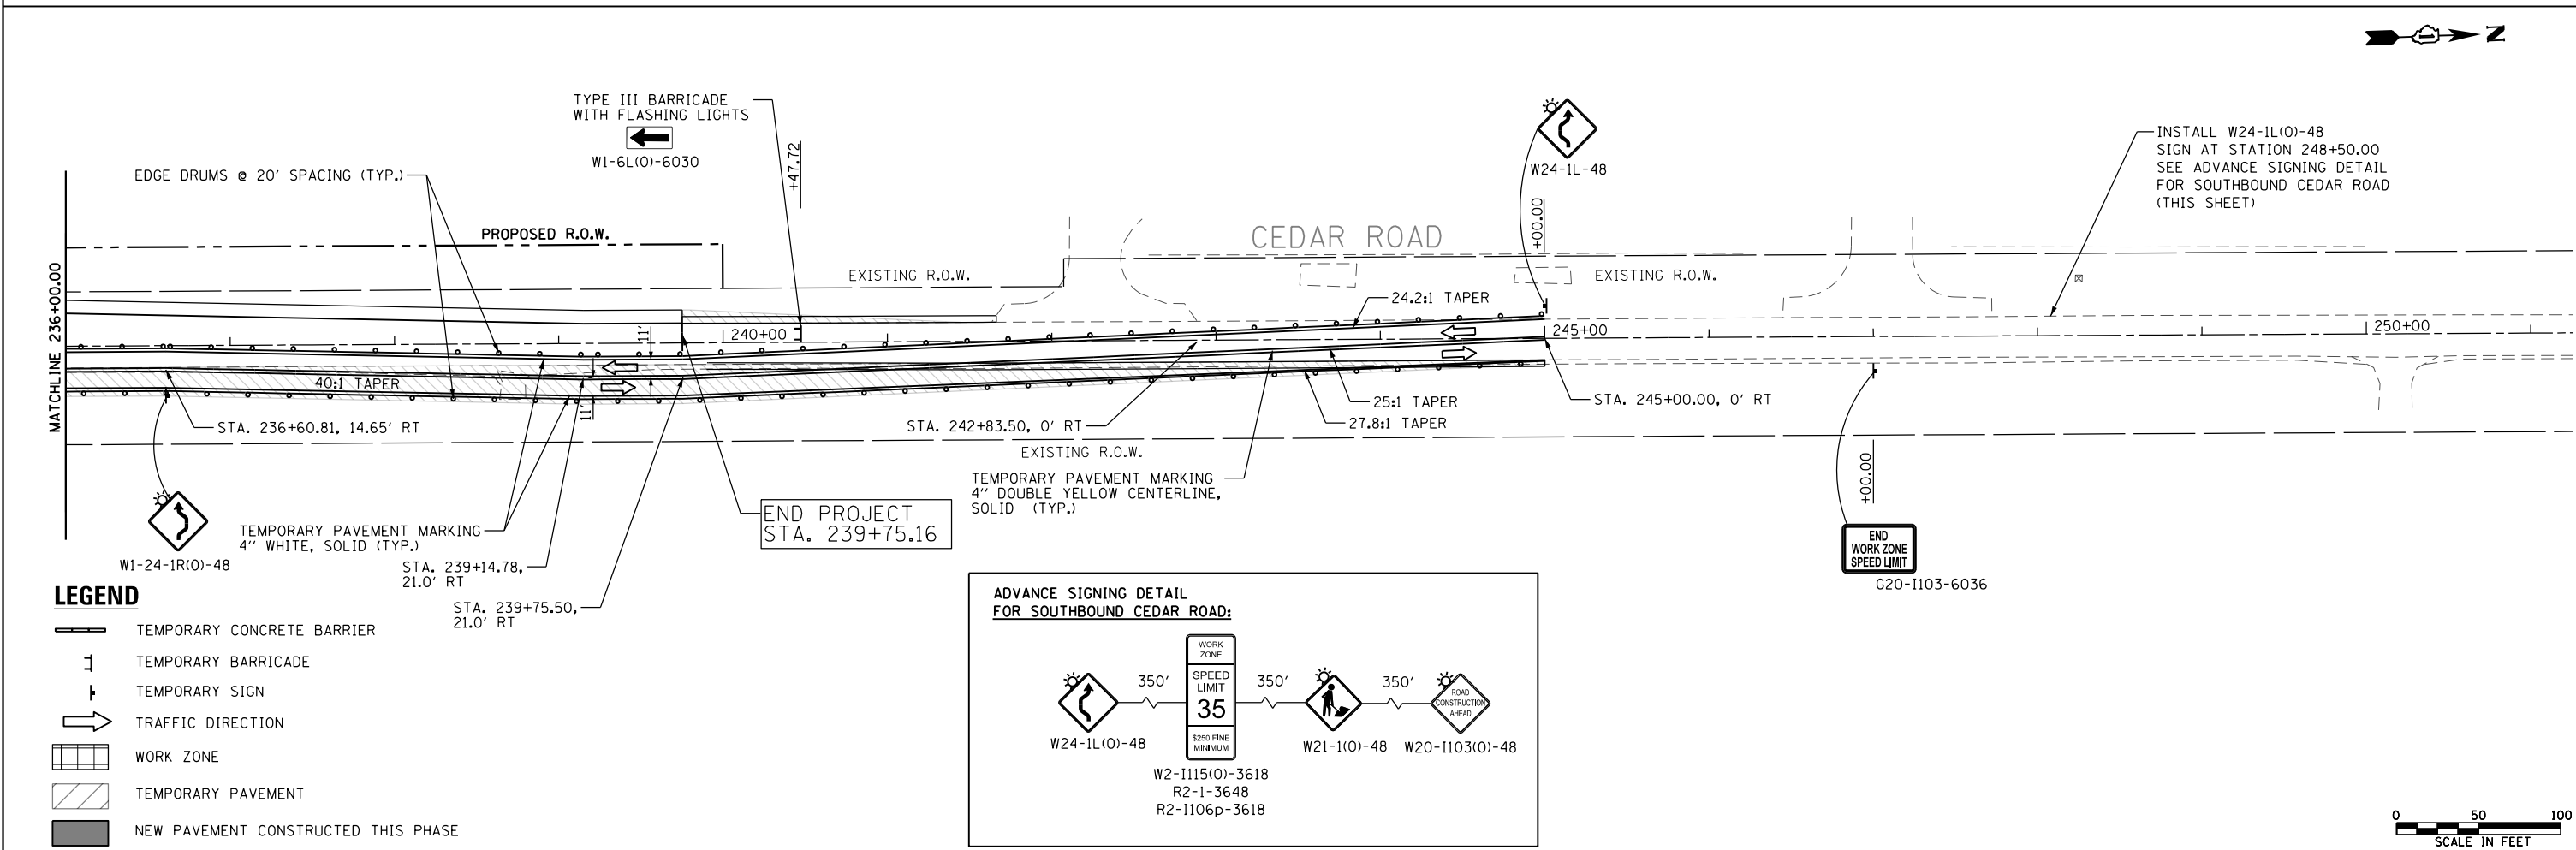 N
TYPE III BARRICADE
WITH FLASHING LIGHTS
W1-6L(O)-6030
+47.72
EDGE DRUMS @ 20' SPACING (TYP.)
W24-1L-48
+00.00
INSTALL W24-1L(O)-48
SIGN AT STATION 248+50.00
SEE ADVANCE SIGNING DETAIL
FOR SOUTHBOUND CEDAR ROAD
(THIS SHEET)
PROPOSED R.O.W.
CEDAR ROAD
MATCHLINE 236+00.00
EXISTING R.O.W.
EXISTING R.O.W.
24.2:1 TAPER
11'
240+00
245+00
250+00
40:1 TAPER
11'
25:1 TAPER
27.8:1 TAPER
STA. 245+00.00, 0' RT
STA. 236+60.81, 14.65' RT
STA. 242+83.50, 0' RT
EXISTING R.O.W.
+00.00
TEMPORARY PAVEMENT MARKING
4'' DOUBLE YELLOW CENTERLINE,
SOLID (TYP.)
END PROJECT
STA. 239+75.16
TEMPORARY PAVEMENT MARKING
4'' WHITE, SOLID (TYP.)
W1-24-1R(O)-48
STA. 239+14.78,
21.0' RT
STA. 239+75.50,
21.0' RT
END
WORK ZONE
SPEED LIMIT
G20-I103-6036
LEGEND
TEMPORARY CONCRETE BARRIER
TEMPORARY BARRICADE
TEMPORARY SIGN
TRAFFIC DIRECTION
WORK ZONE
TEMPORARY PAVEMENT
NEW PAVEMENT CONSTRUCTED THIS PHASE
ADVANCE SIGNING DETAIL
FOR SOUTHBOUND CEDAR ROAD:
WORK
ZONE
SPEED
LIMIT
35
$250 FINE
MINIMUM
350'
350'
350'
ROAD
CONSTRUCTION
AHEAD
W24-1L(O)-48
W21-1(O)-48
W20-I103(O)-48
W2-I115(O)-3618
R2-1-3648
R2-I106p-3618
0
50
100
SCALE IN FEET